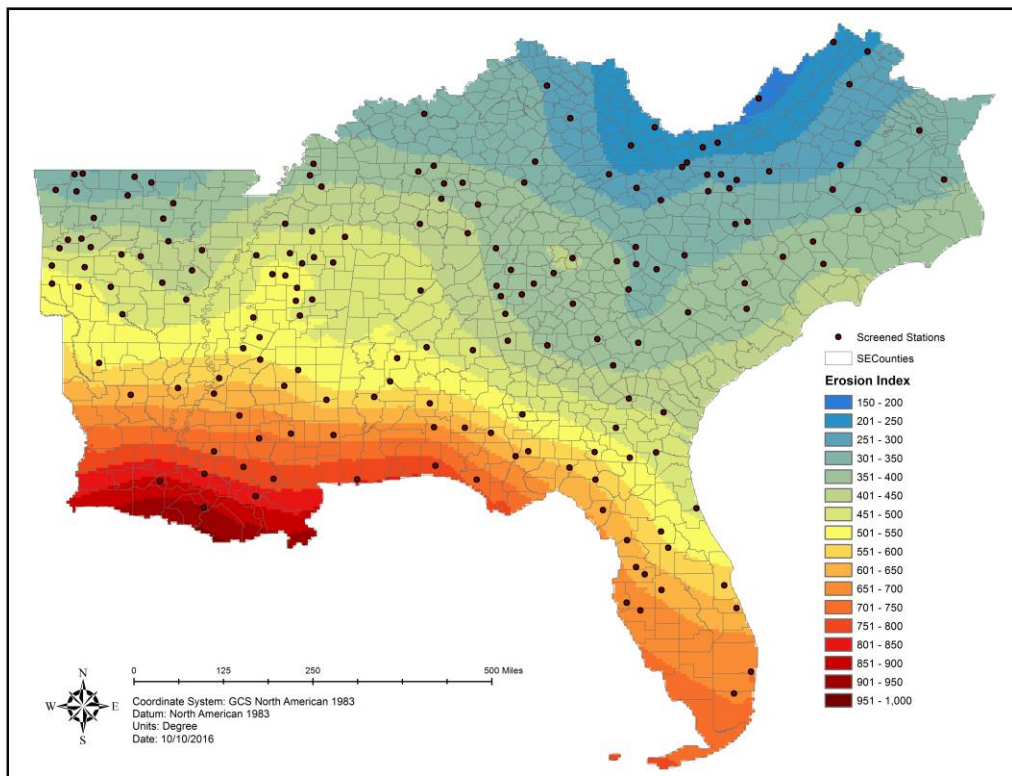 Screened Stations
SECounties
Erosion Index
150 - 200
201 - 250
251 - 300
301 - 350
351 - 400
401 - 450
451 - 500
501 - 550
551 - 600
601 - 650
651 - 700
701 - 750
751 - 800
801 - 850
851 - 900
901 - 950
951 - 1,000
0 125 250 500 Miles
N
W E
S
Coordinate System: GCS North American 1983
Datum: North American 1983
Units: Degree
Date: 10/10/2016